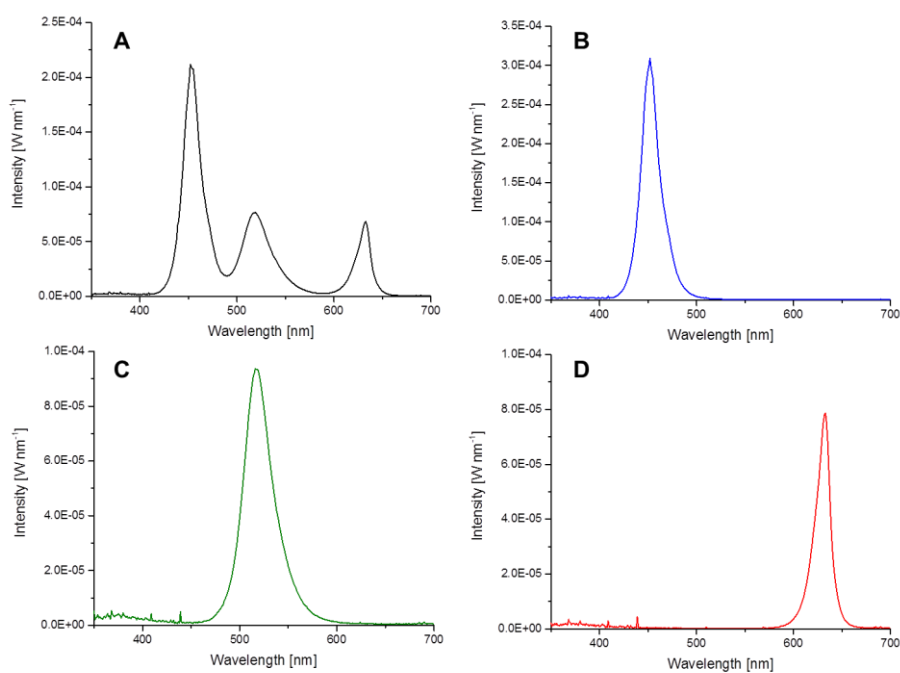 A
2.5E-04
2.0E-04
1.5E-04
1.0E-04
5.0E-05
0.0E+00
Intensity [W nm⁻¹]
400 500 600 700
Wavelength [nm]
B
3.5E-04
3.0E-04
2.5E-04
2.0E-04
1.5E-04
1.0E-04
5.0E-05
0.0E+00
Intensity [W nm⁻¹]
400 500 600 700
Wavelength [nm]
C
1.0E-04
8.0E-05
6.0E-05
4.0E-05
2.0E-05
0.0E+00
Intensity [W nm⁻¹]
400 500 600 700
Wavelength [nm]
D
1.0E-04
8.0E-05
6.0E-05
4.0E-05
2.0E-05
0.0E+00
Intensity [W nm⁻¹]
400 500 600 700
Wavelength [nm]